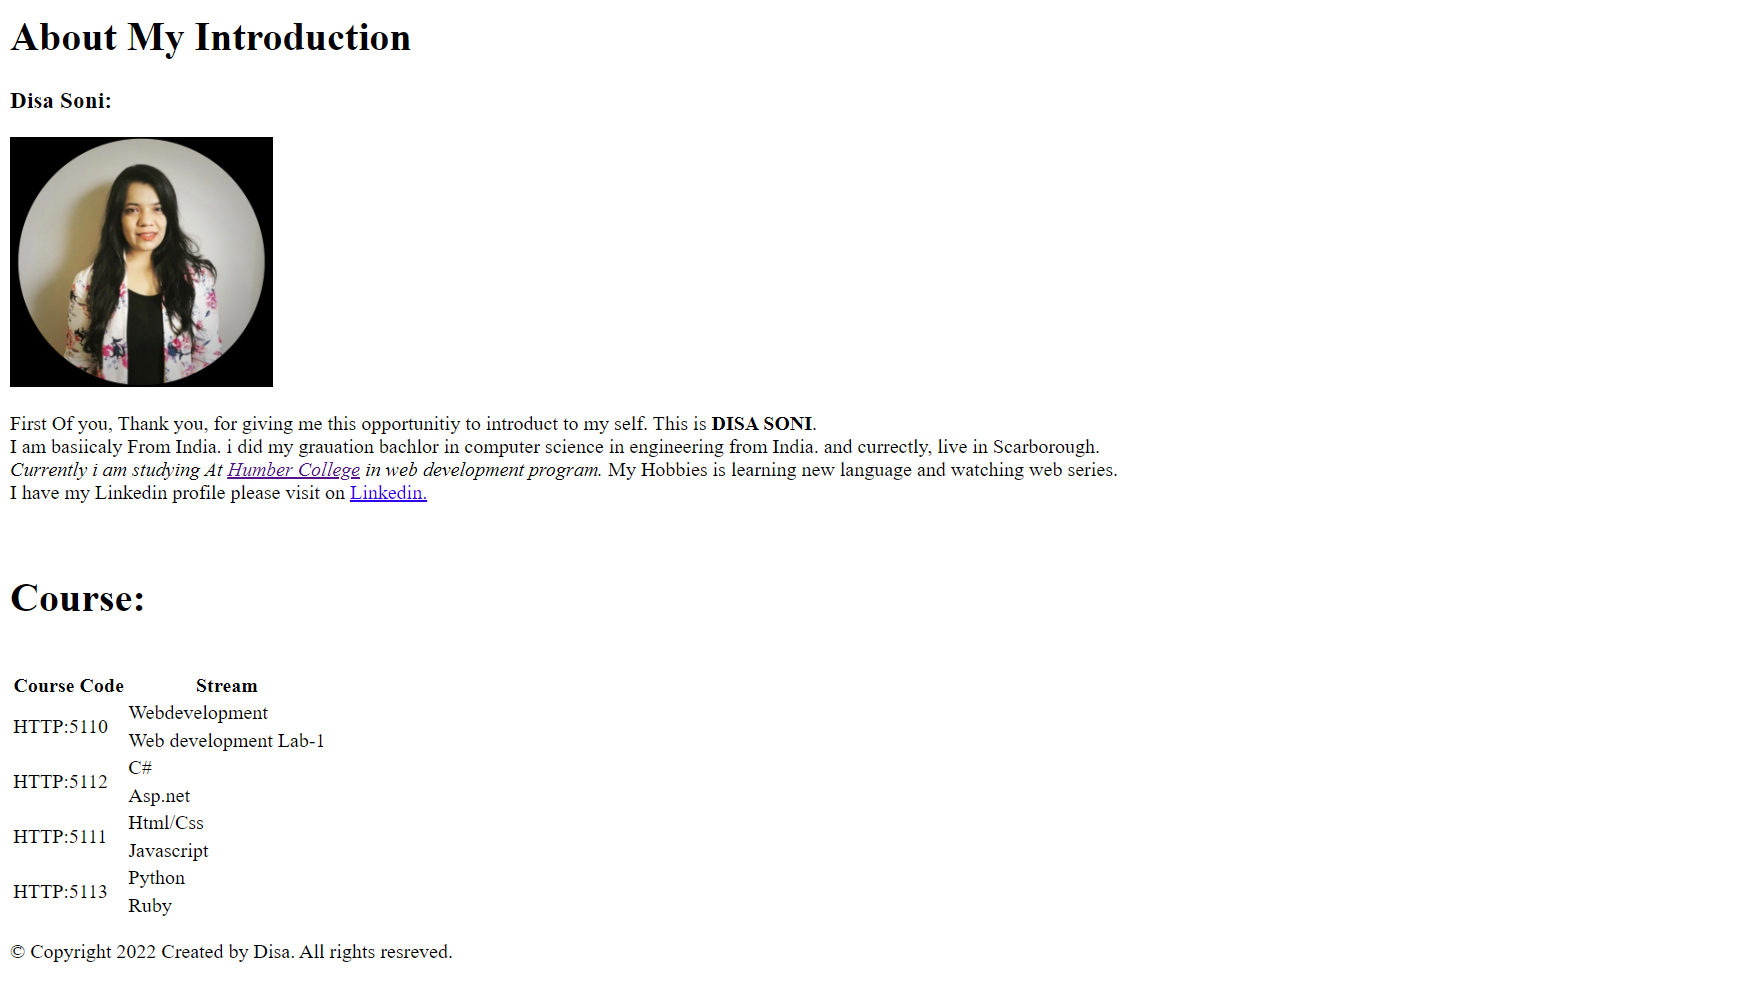 About My Introduction
Disa Soni:
First Of you, Thank you, for giving me this opportunitiy to introduct to my self. This is DISA SONI.
I am basiicaly From India. i did my grauation bachlor in computer science in engineering from India. and currectly, live in Scarborough.
Currently i am studying At Humber College in web development program. My Hobbies is learning new language and watching web series.
I have my Linkedin profile please visit on Linkedin.
Course:
Course Code Stream
HTTP:5110 Webdevelopment
Web development Lab-1
HTTP:5112 C#
Asp.net
HTTP:5111 Html/Css
Javascript
HTTP:5113 Python
Ruby
© Copyright 2022 Created by Disa. All rights resreved.